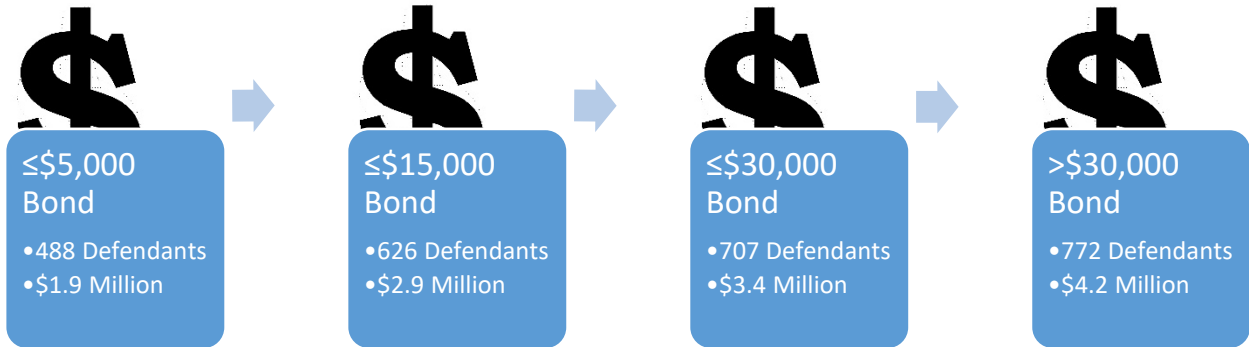 ≤$5,000
Bond
•488 Defendants
•$1.9 Million
≤$15,000
Bond
•626 Defendants
•$2.9 Million
≤$30,000
Bond
•707 Defendants
•$3.4 Million
>$30,000
Bond
•772 Defendants
•$4.2 Million